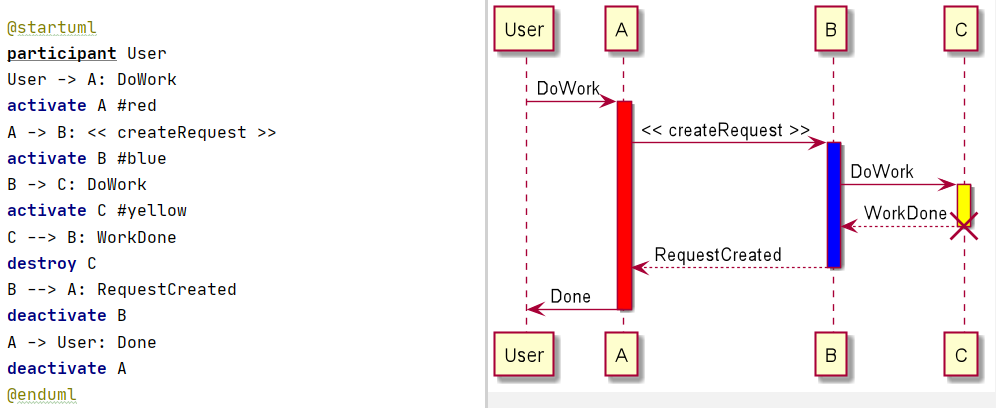 @startuml
participant User
User -> A: DoWork
activate A #red
A -> B: << createRequest >>
activate B #blue
B -> C: DoWork
activate C #yellow
C --> B: WorkDone
destroy C
B --> A: RequestCreated
deactivate B
A -> User: Done
deactivate A
@enduml
User A B C
DoWork
<< createRequest >>
DoWork
WorkDone
RequestCreated
Done
User A B C